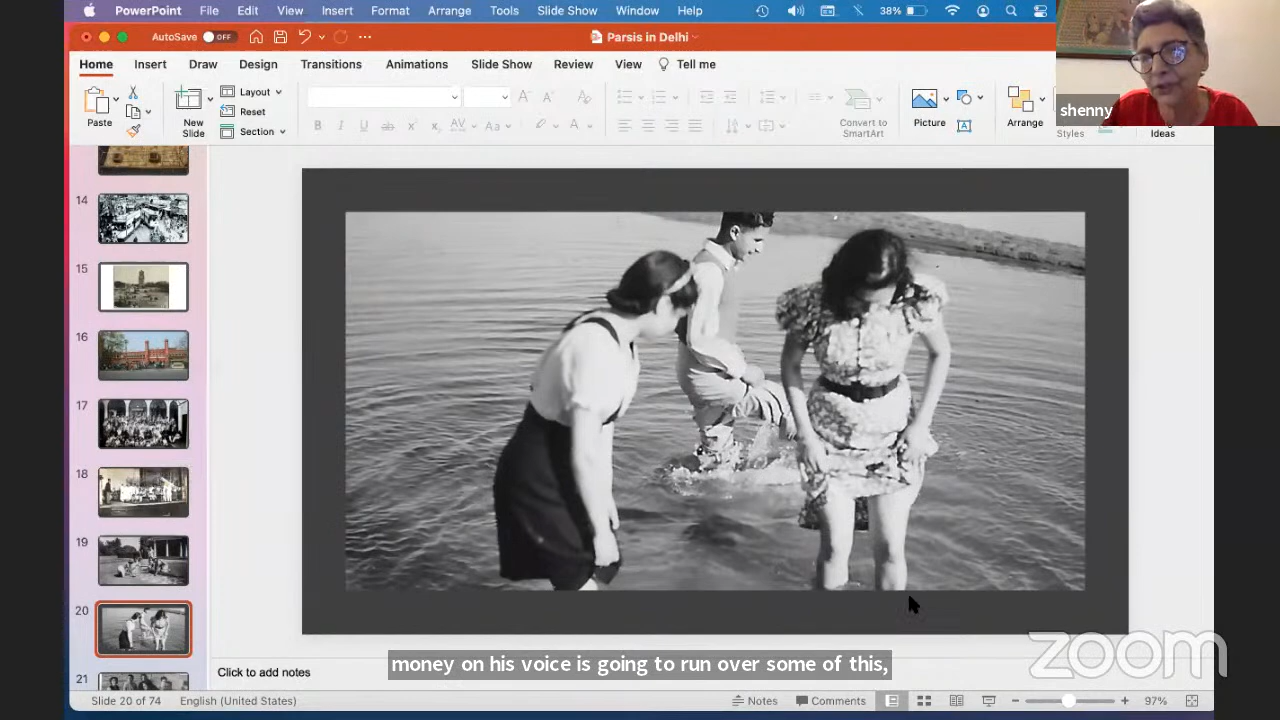 PowerPoint File Edit View Insert Format Arrange Tools Slide Show Window Help 38%
AutoSave OFF Parsis in Delhi
Home Insert Draw Design Transitions Animations Slide Show Review View Tell me
shenny
Paste
New
Slide
Layout
Reset
Section
B I U ab x x AV Aa A
Convert to
SmartArt
Picture
Arrange
Styles
Ideas
14
15
16
17
18
19
20
21
money on his voice is going to run over some of this,
Click to add notes
zoom
Slide 20 of 74 English (United States) Notes Comments 97%